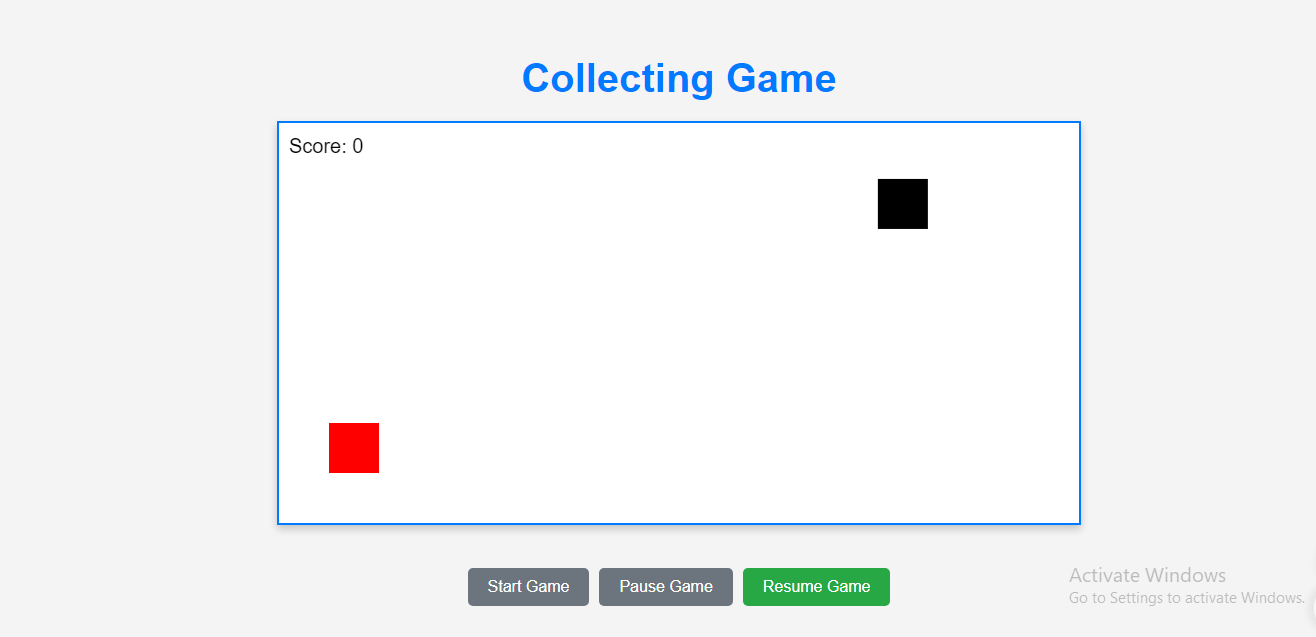 Collecting Game
Score: 0
Start Game
Pause Game
Resume Game
Activate Windows
Go to Settings to activate Windows.